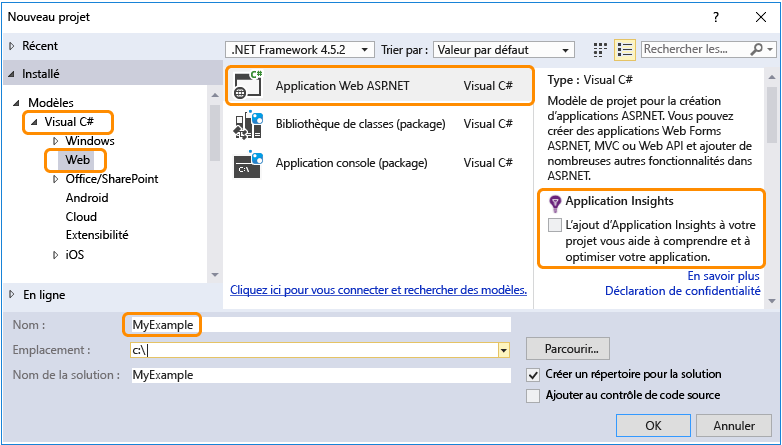 Nouveau projet
? ×
Récent
Installé
.NET Framework 4.5.2 Trier par : Valeur par défaut Rechercher les...
Modèles
Visual C#
Windows
Web
Office/SharePoint
Android
Cloud
Extensibilité
iOS
En ligne
C#
Application Web ASP.NET Visual C#
Bibliothèque de classes (package) Visual C#
C:\
Application console (package) Visual C#
Cliquez ici pour vous connecter et rechercher des modèles.
Type : Visual C#
Modèle de projet pour la création
d'applications ASP.NET. Vous pouvez
créer des applications Web Forms
ASP.NET, MVC ou Web API et ajouter de
nombreuses autres fonctionnalités dans
ASP.NET.
Application Insights
L'ajout d'Application Insights à votre
projet vous aide à comprendre et à
optimiser votre application.
En savoir plus
Déclaration de confidentialité
Nom : MyExample
Emplacement : c:\
Parcourir...
Nom de la solution : MyExample
Créer un répertoire pour la solution
Ajouter au contrôle de code source
OK Annuler